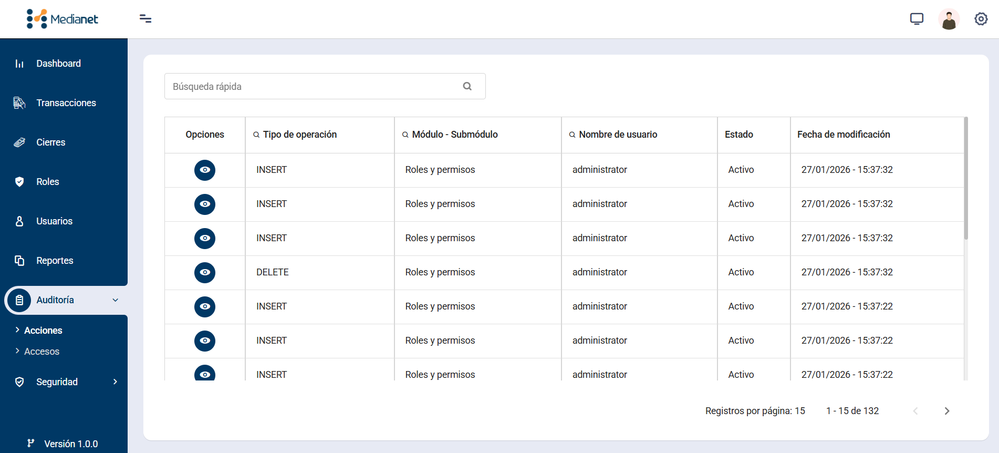 Medianet
Dashboard
Transacciones
Cierres
Roles
Usuarios
Reportes
Auditoría
Acciones
Accesos
Seguridad
Versión 1.0.0
Búsqueda rápida
Opciones Tipo de operación Módulo - Submódulo Nombre de usuario Estado Fecha de modificación
INSERT Roles y permisos administrator Activo 27/01/2026 - 15:37:32
INSERT Roles y permisos administrator Activo 27/01/2026 - 15:37:32
INSERT Roles y permisos administrator Activo 27/01/2026 - 15:37:32
DELETE Roles y permisos administrator Activo 27/01/2026 - 15:37:32
INSERT Roles y permisos administrator Activo 27/01/2026 - 15:37:22
INSERT Roles y permisos administrator Activo 27/01/2026 - 15:37:22
INSERT Roles y permisos administrator Activo 27/01/2026 - 15:37:22
Registros por página: 15 1 - 15 de 132